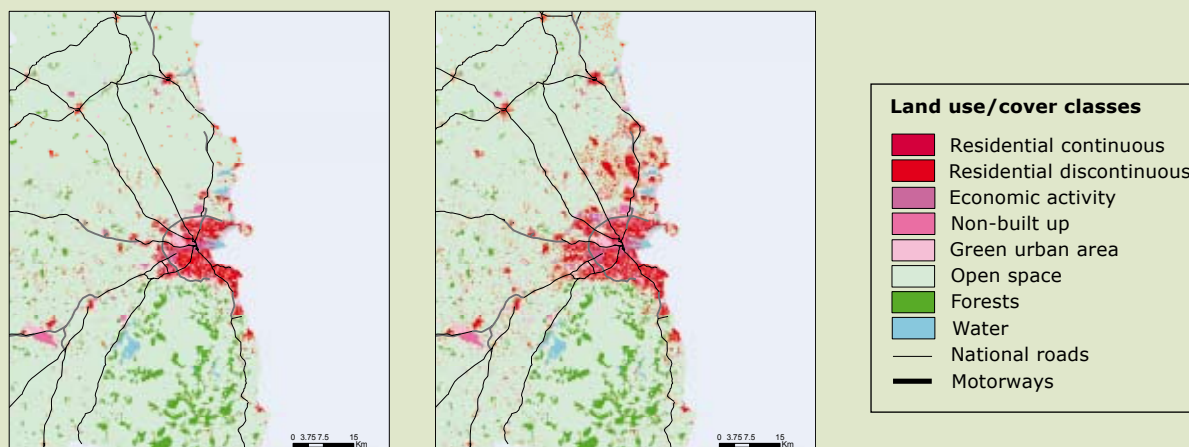 Land use/cover classes
Residential continuous
Residential discontinuous
Economic activity
Non-built up
Green urban area
Open space
Forests
Water
National roads
Motorways
0 3.75 7.5 15
Km
0 3.75 7.5 15
Km